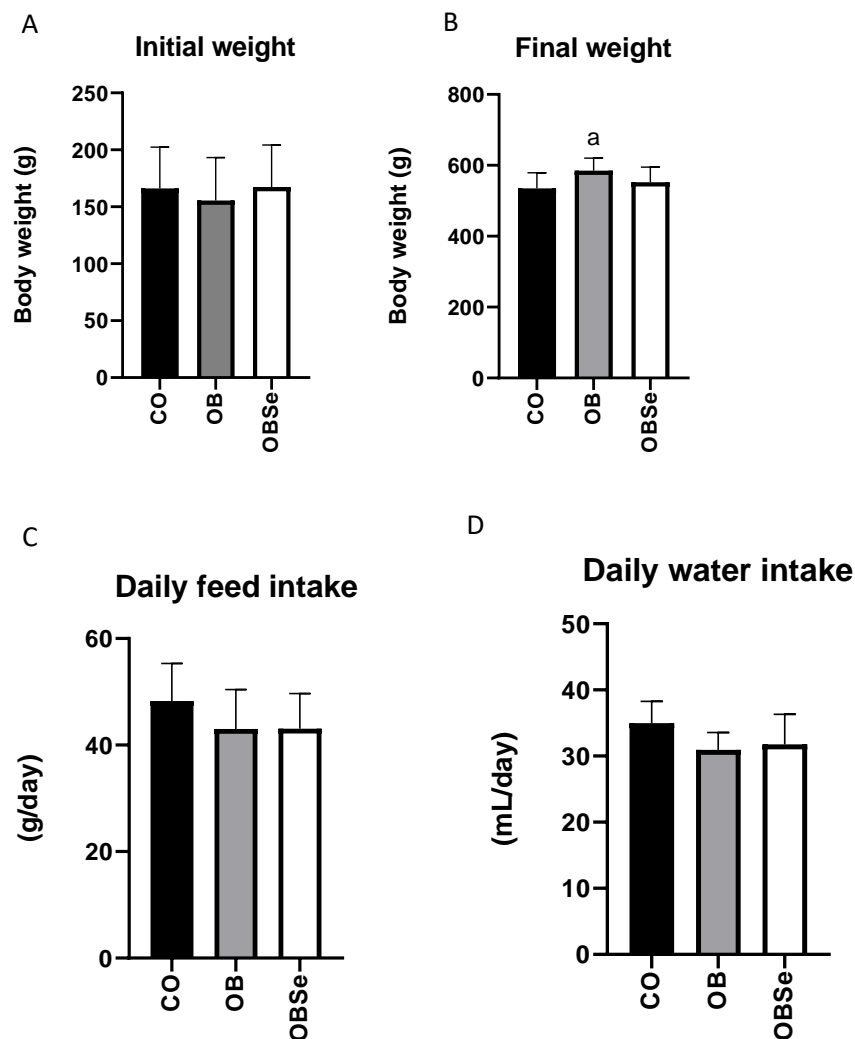 A
Initial weight
Body weight (g)
250
200
150
100
50
0
CO
OB
OBSe
B
Final weight
Body weight (g)
800
600
400
200
0
a
CO
OB
OBSe
C
Daily feed intake
(g/day)
60
40
20
0
CO
OB
OBSe
D
Daily water intake
(mL/day)
50
40
30
20
10
0
CO
OB
OBSe